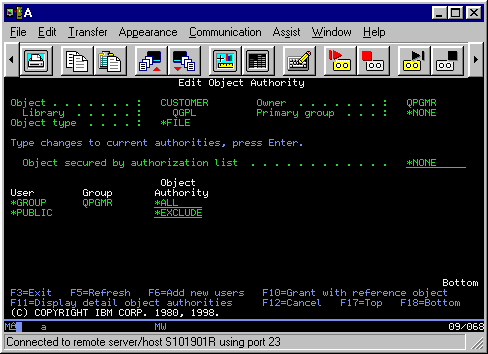 A
File Edit Transfer Appearance Communication Assist Window Help
Edit Object Authority
Object . . . . . . . : CUSTOMER Owner . . . . . . . : QPGMR
Library . . . . . : QGPL Primary group . . . : *NONE
Object type . . . . : *FILE
Type changes to current authorities, press Enter.
Object secured by authorization list . . . . . . . . . . . . *NONE
Object
User Group Authority
*GROUP QPGMR *ALL
*PUBLIC *EXCLUDE
Bottom
F3=Exit F5=Refresh F6=Add new users F10=Grant with reference object
F11=Display detail object authorities F12=Cancel F17=Top F18=Bottom
(C) COPYRIGHT IBM CORP. 1980, 1998.
MA a MW 09/068
Connected to remote server/host S101901R using port 23